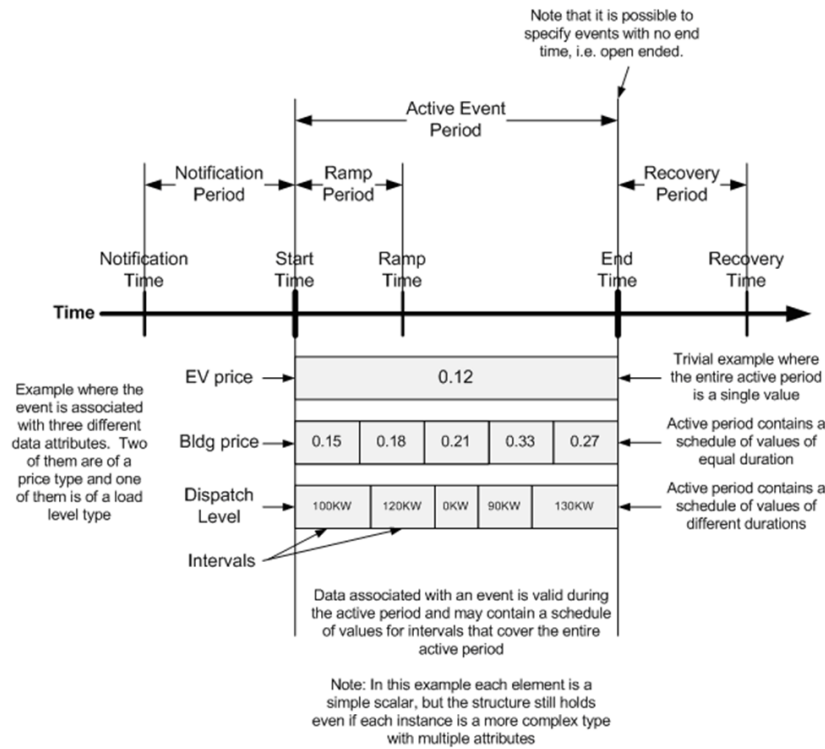 Note that it is possible to
specify events with no end
time, i.e. open ended.
Active Event
Period
Notification
Period
Ramp
Period
Recovery
Period
Notification
Time
Start
Time
Ramp
Time
End
Time
Recovery
Time
Time
Example where the
event is associated
with three different
data attributes. Two
of them are of a
price type and one
of them is of a load
level type
EV price
0.12
Trivial example where
the entire active period
is a single value
Bldg price
0.15
0.18
0.21
0.33
0.27
Active period contains a
schedule of values of
equal duration
Dispatch
Level
100KW
120KW
0KW
90KW
130KW
Active period contains a
schedule of values of
different durations
Intervals
Data associated with an event is valid during
the active period and may contain a schedule
of values for intervals that cover the entire
active period
Note: In this example each element is a
simple scalar, but the structure still holds
even if each instance is a more complex type
with multiple attributes